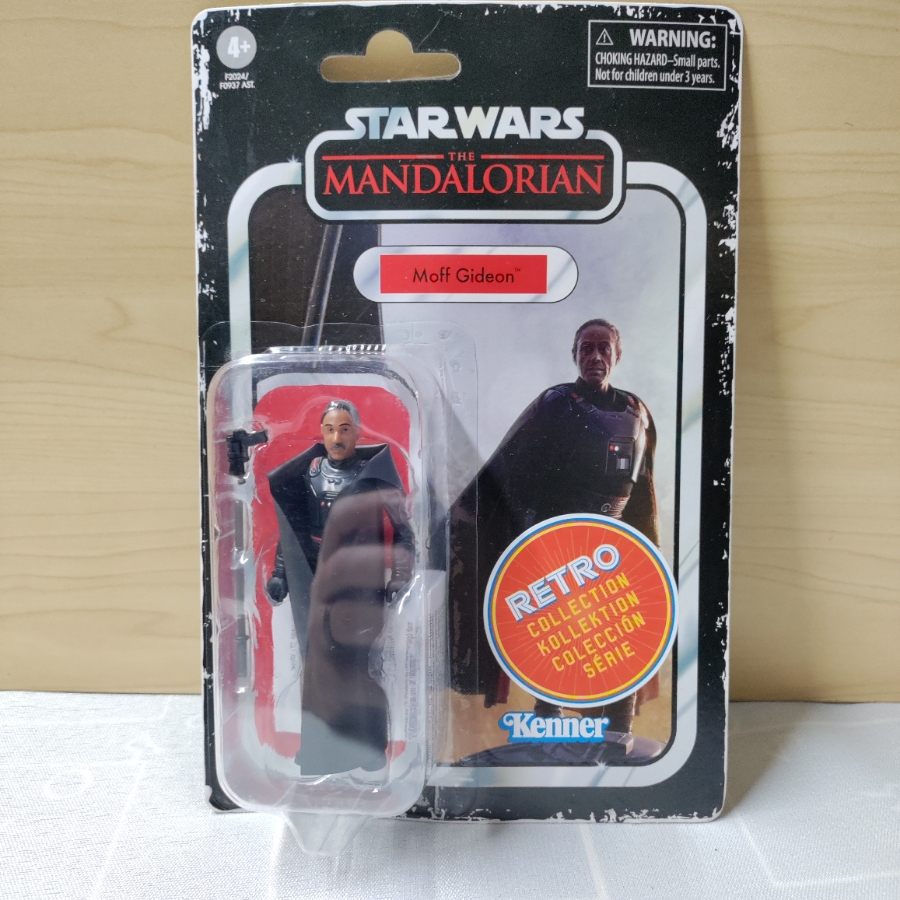 4+
F2024/
F0937 AST.
⚠ WARNING:
CHOKING HAZARD–Small parts.
Not for children under 3 years.
STAR WARS
THE
MANDALORIAN
Moff Gideon™
RETRO
COLLECTION
KOLLEKTION
COLECCIÓN
SÉRIE
Kenner